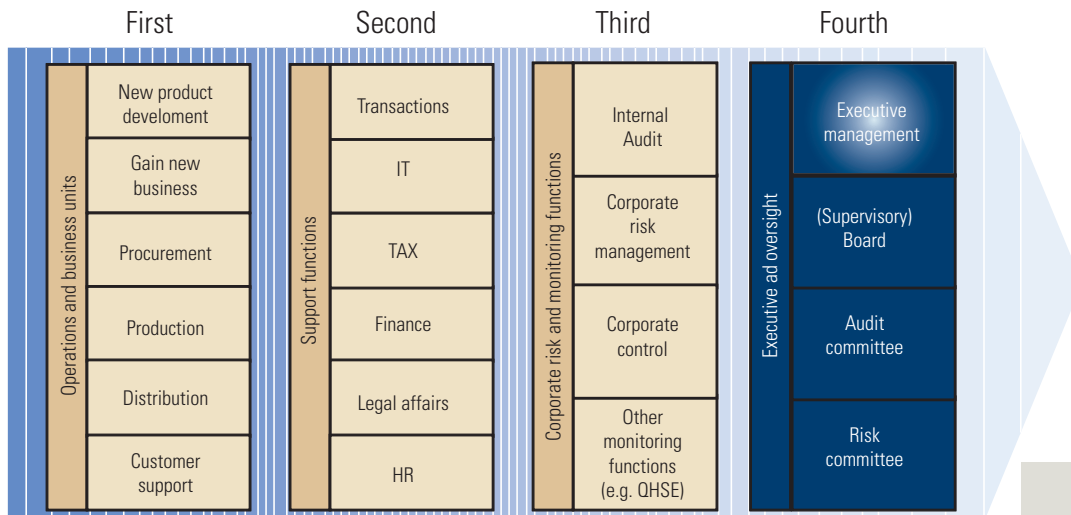 First
Second
Third
Fourth
Operations and business units
New product
develoment
Gain new
business
Procurement
Production
Distribution
Customer
support
Support functions
Transactions
IT
TAX
Finance
Legal affairs
HR
Corporate risk and monitoring functions
Internal
Audit
Corporate
risk
management
Corporate
control
Other
monitoring
functions
(e.g. QHSE)
Executive ad oversight
Executive
management
(Supervisory)
Board
Audit
committee
Risk
committee